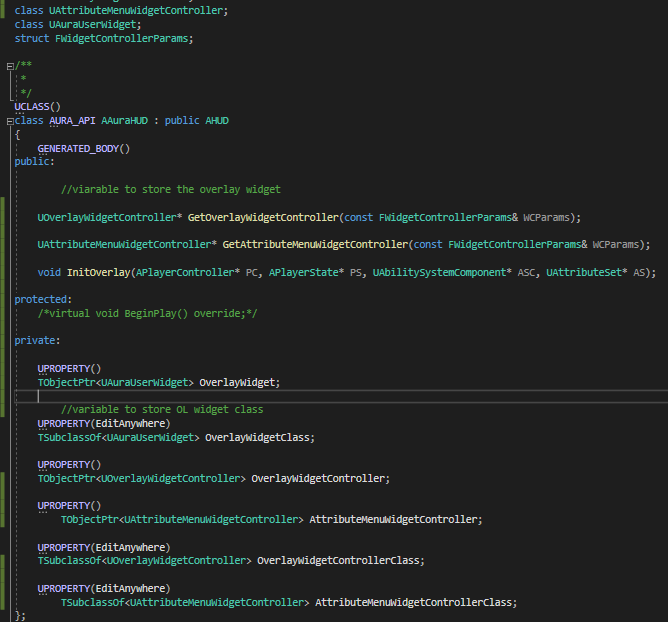 class UAttributeMenuWidgetController;
class UAuraUserWidget;
struct FWidgetControllerParams;
/**
*
*/
UCLASS()
class AURA_API AAuraHUD : public AHUD
{
GENERATED_BODY()
public:
//viarable to store the overlay widget
UOverlayWidgetController* GetOverlayWidgetController(const FWidgetControllerParams& WCParams);
UAttributeMenuWidgetController* GetAttributeMenuWidgetController(const FWidgetControllerParams& WCParams);
void InitOverlay(APlayerController* PC, APlayerState* PS, UAbilitySystemComponent* ASC, UAttributeSet* AS);
protected:
/*virtual void BeginPlay() override;*/
private:
UPROPERTY()
TObjectPtr<UAuraUserWidget> OverlayWidget;
//variable to store OL widget class
UPROPERTY(EditAnywhere)
TSubclassOf<UAuraUserWidget> OverlayWidgetClass;
UPROPERTY()
TObjectPtr<UOverlayWidgetController> OverlayWidgetController;
UPROPERTY()
TObjectPtr<UAttributeMenuWidgetController> AttributeMenuWidgetController;
UPROPERTY(EditAnywhere)
TSubclassOf<UOverlayWidgetController> OverlayWidgetControllerClass;
UPROPERTY(EditAnywhere)
TSubclassOf<UAttributeMenuWidgetController> AttributeMenuWidgetControllerClass;
};